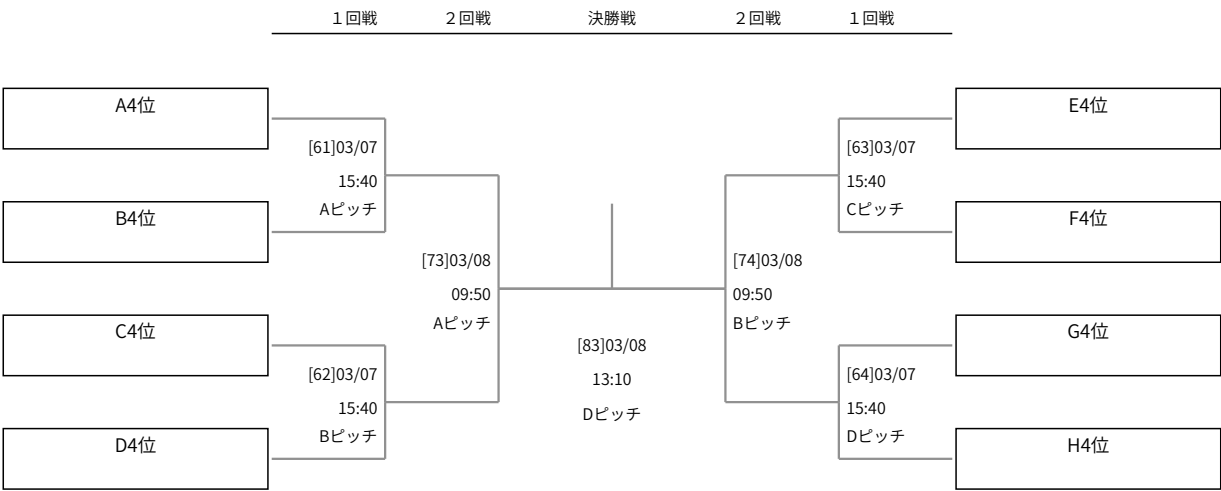 １回戦 ２回戦 決勝戦 ２回戦 １回戦
A4位
[61]03/07
15:40
Aピッチ
B4位
[73]03/08
09:50
Aピッチ
C4位
[62]03/07
15:40
Bピッチ
D4位
[83]03/08
13:10
Dピッチ
E4位
[63]03/07
15:40
Cピッチ
F4位
[74]03/08
09:50
Bピッチ
G4位
[64]03/07
15:40
Dピッチ
H4位